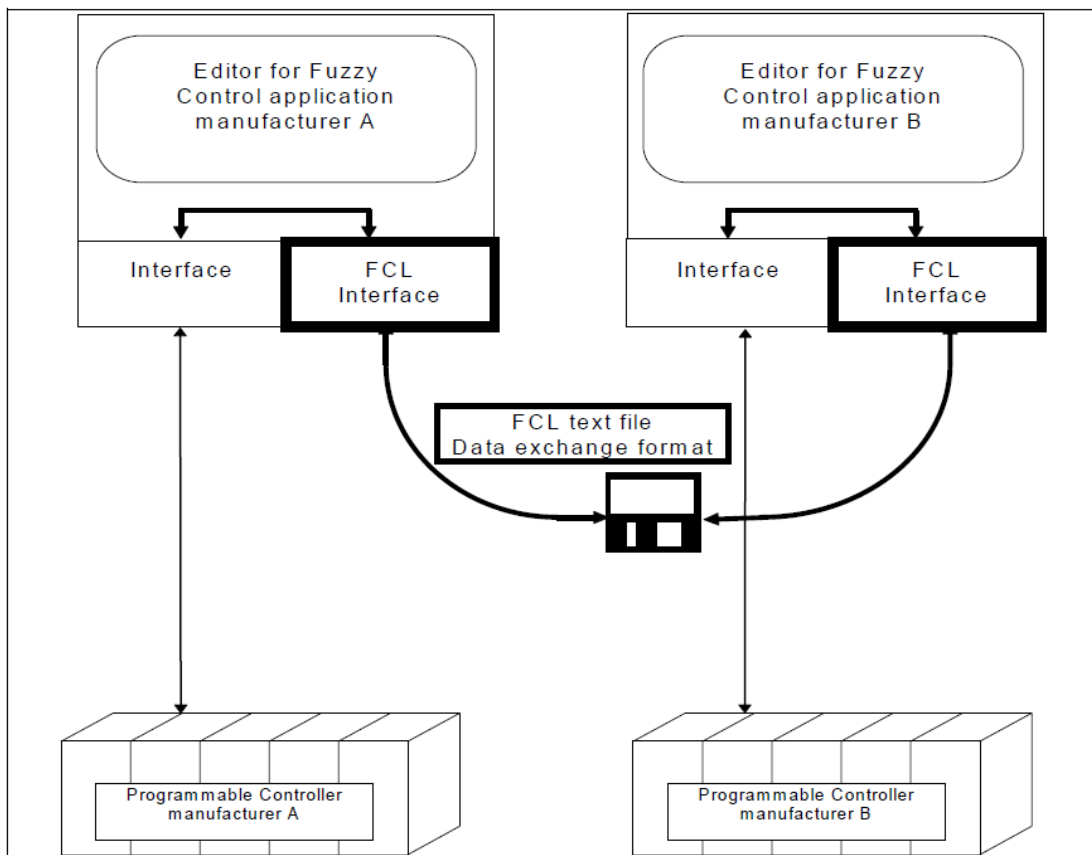 Editor for Fuzzy
Control application
manufacturer A
Editor for Fuzzy
Control application
manufacturer B
Interface
FCL
Interface
Interface
FCL
Interface
FCL text file
Data exchange format
Programmable Controller
manufacturer A
Programmable Controller
manufacturer B